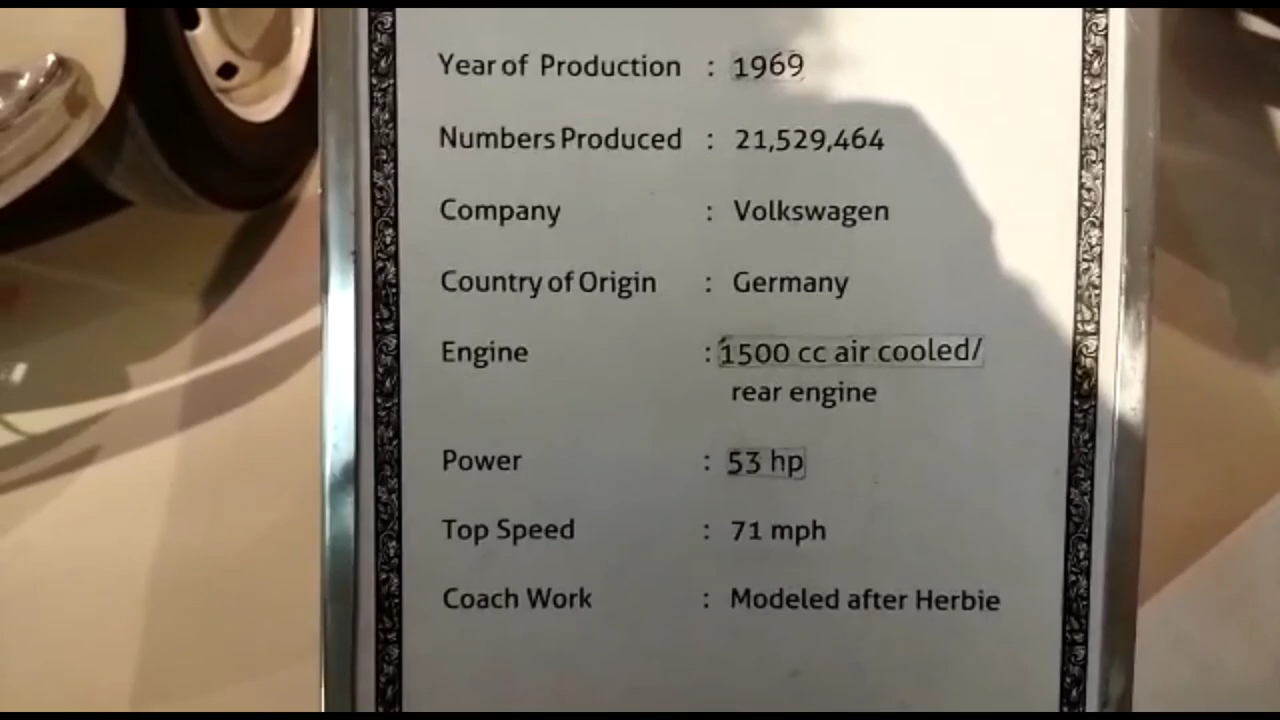 Year of Production : 1969
Numbers Produced : 21,529,464
Company : Volkswagen
Country of Origin : Germany
Engine : 1500 cc air cooled/
rear engine
Power : 53 hp
Top Speed : 71 mph
Coach Work : Modeled after Herbie